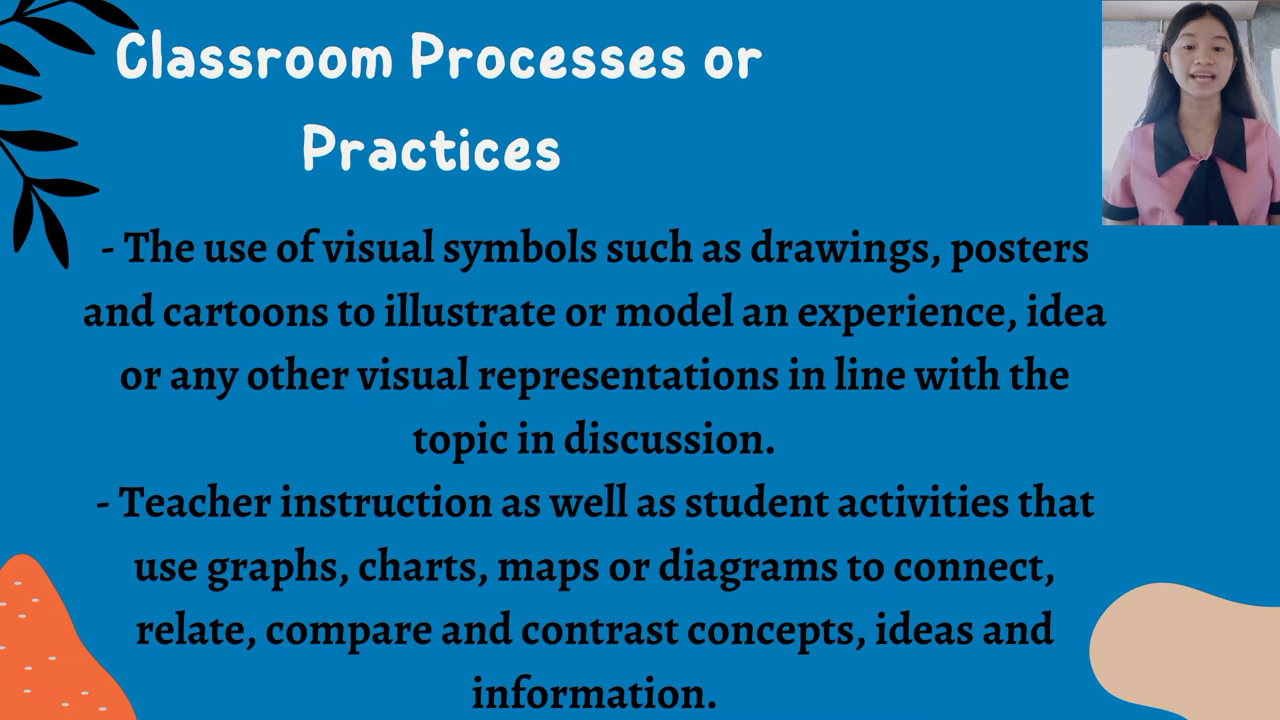 Classroom Processes or
Practices
- The use of visual symbols such as drawings, posters
and cartoons to illustrate or model an experience, idea
or any other visual representations in line with the
topic in discussion.
- Teacher instruction as well as student activities that
use graphs, charts, maps or diagrams to connect,
relate, compare and contrast concepts, ideas and
information.